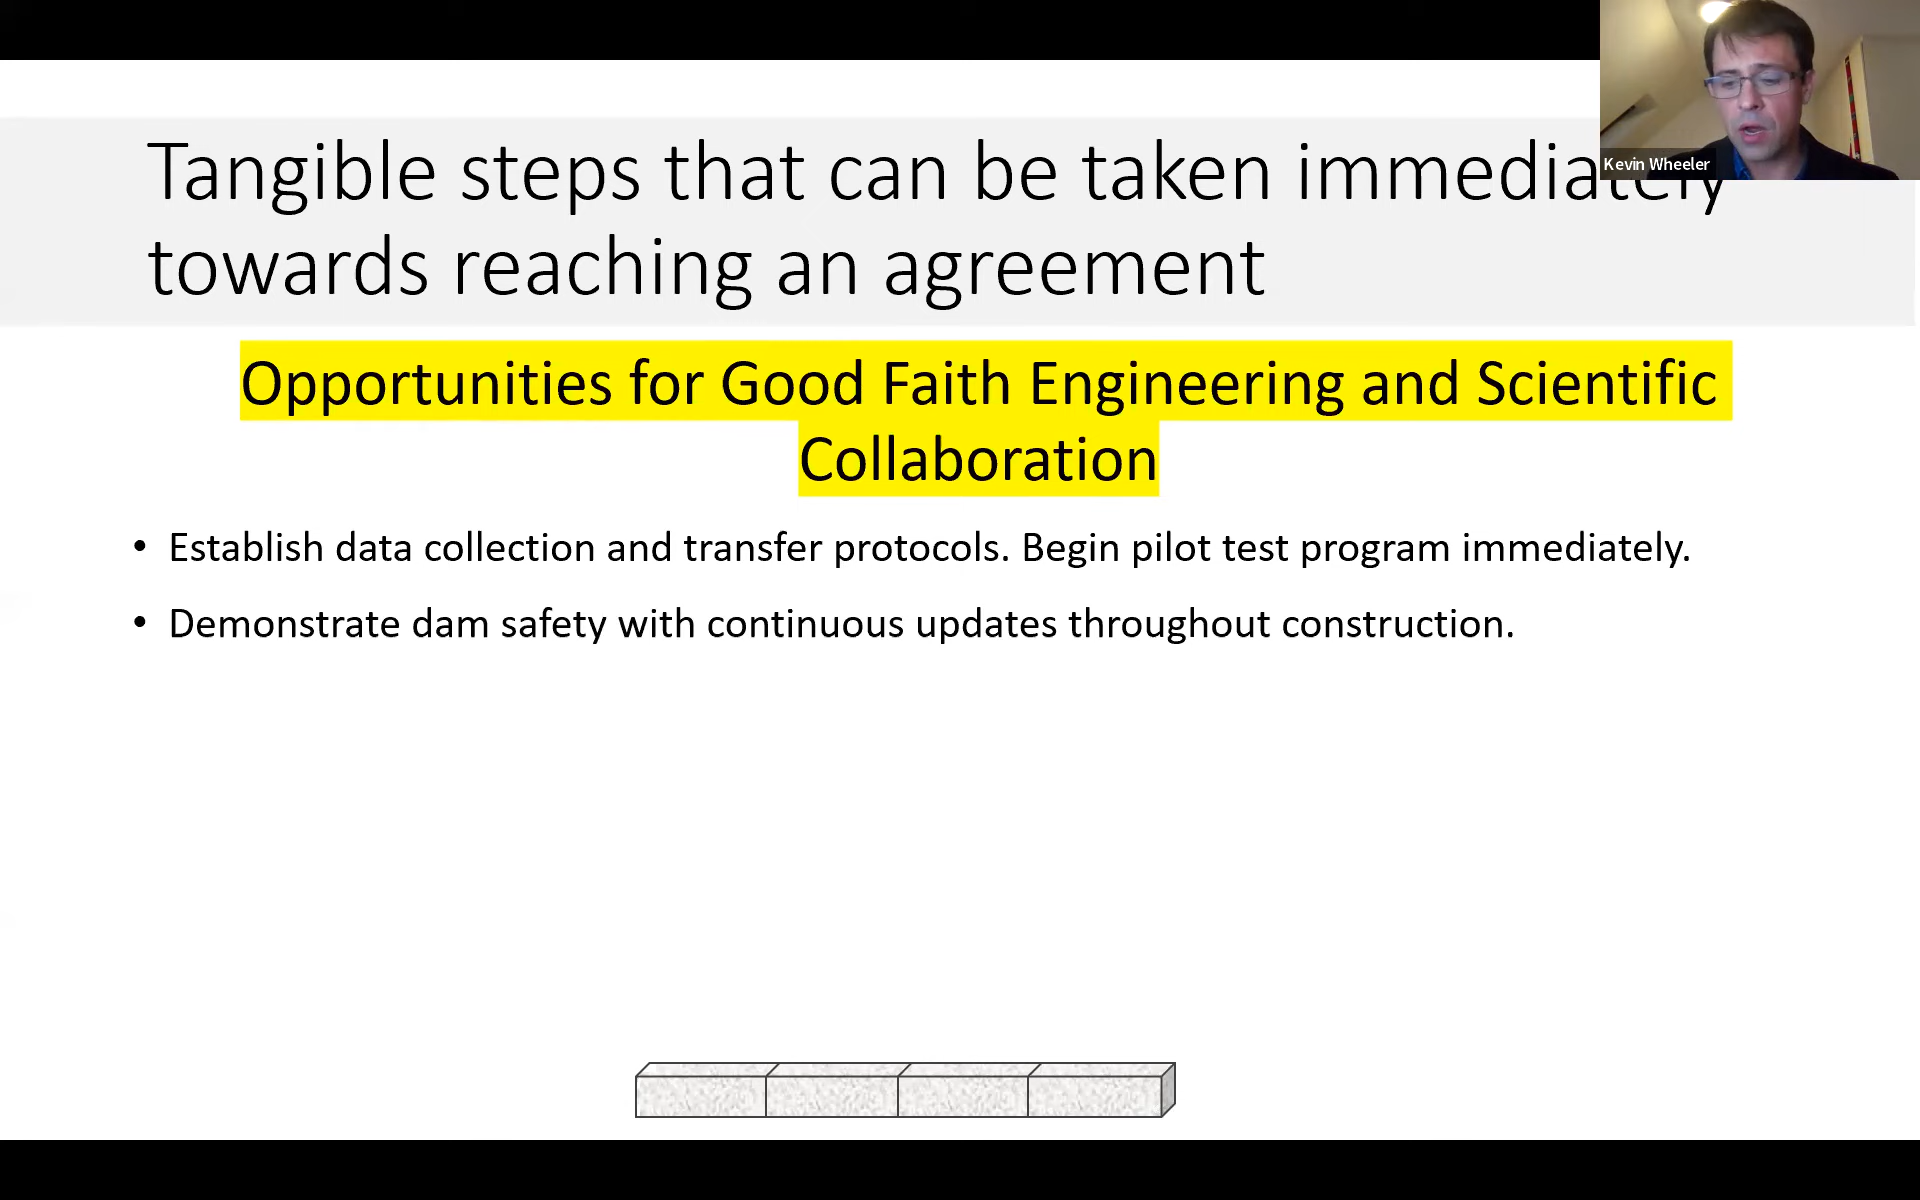 Kevin Wheeler
Tangible steps that can be taken immediately
towards reaching an agreement
Opportunities for Good Faith Engineering and Scientific
Collaboration
• Establish data collection and transfer protocols. Begin pilot test program immediately.
• Demonstrate dam safety with continuous updates throughout construction.